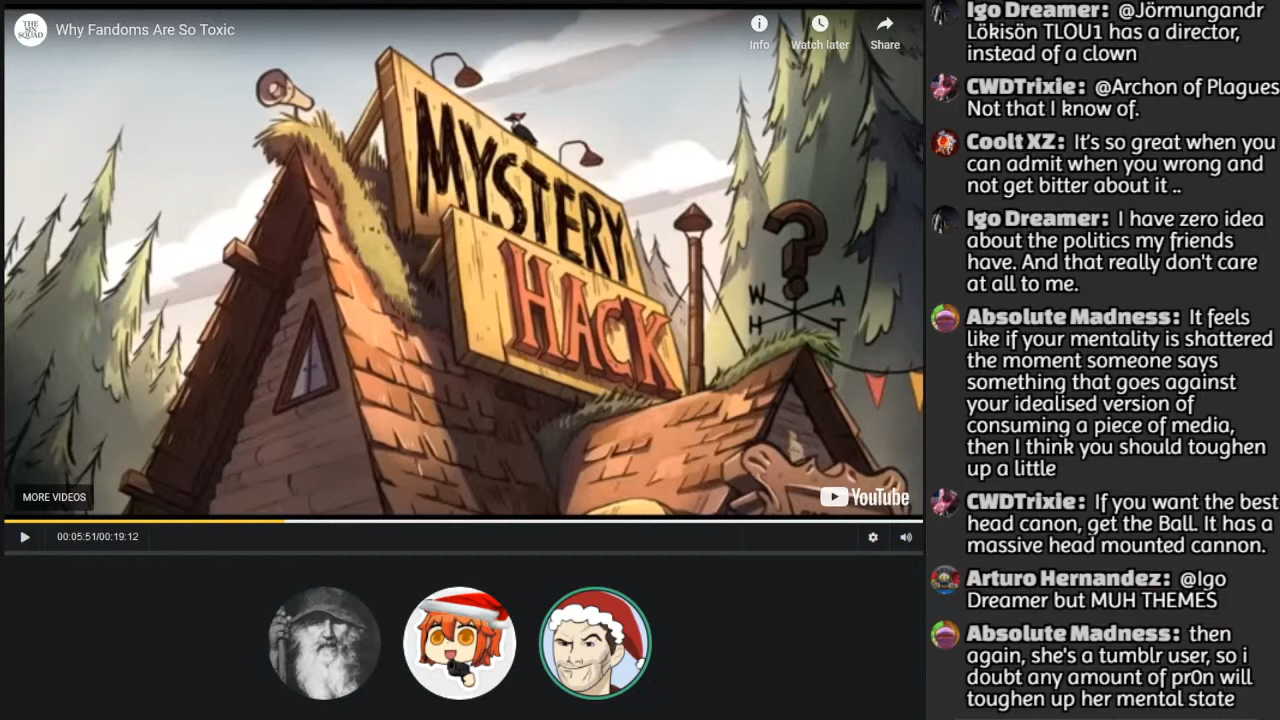 THE
SIN
SQUAD
Why Fandoms Are So Toxic
Info
Watch later
Share
MYSTERY
HACK
?
W A
H T
MORE VIDEOS
YouTube
00:05:51/00:19:12
Igo Dreamer: @Jörmungandr
Lökisön TLOU1 has a director,
instead of a clown
CWDTrixie: @Archon of Plagues
Not that I know of.
Coolt XZ: It's so great when you
can admit when you wrong and
not get bitter about it ..
Igo Dreamer: I have zero idea
about the politics my friends
have. And that really don't care
at all to me.
Absolute Madness: It feels
like if your mentality is shattered
the moment someone says
something that goes against
your idealised version of
consuming a piece of media,
then I think you should toughen
up a little
CWDTrixie: If you want the best
head canon, get the Ball. It has a
massive head mounted cannon.
Arturo Hernandez: @Igo
Dreamer but MUH THEMES
Absolute Madness: then
again, she's a tumblr user, so i
doubt any amount of pr0n will
toughen up her mental state